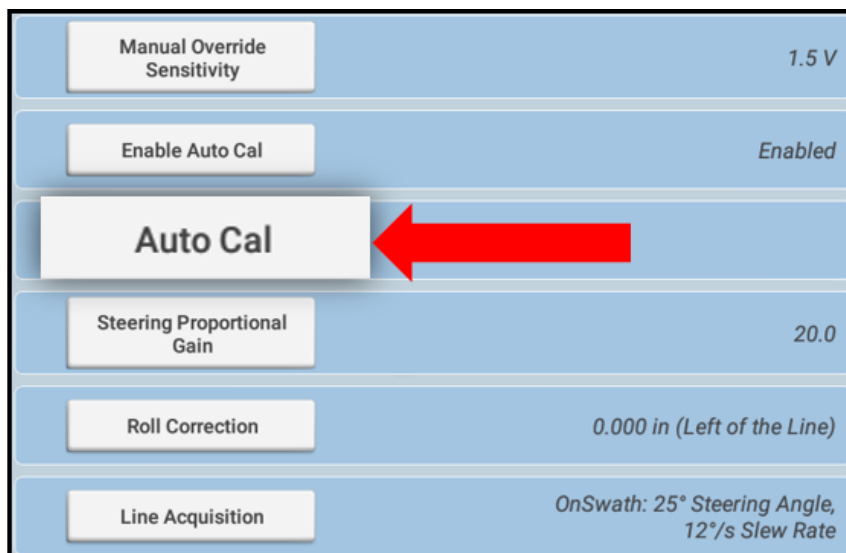 Manual Override
Sensitivity
1.5 V
Enable Auto Cal
Enabled
Auto Cal
Steering Proportional
Gain
20.0
Roll Correction
0.000 in (Left of the Line)
Line Acquisition
OnSwath: 25° Steering Angle,
12°/s Slew Rate